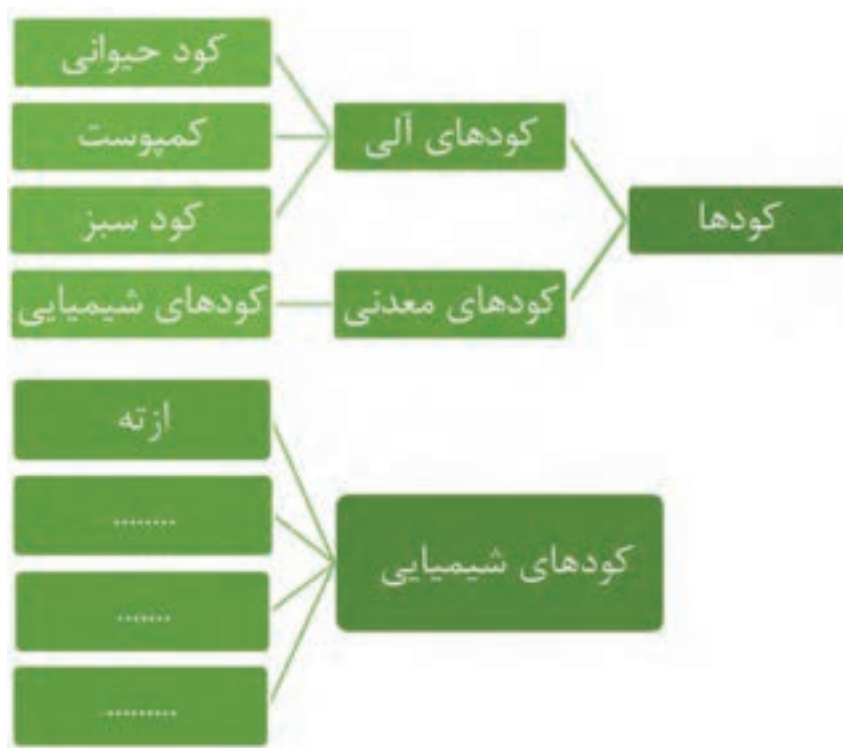 کودها
کودهای آلی
کود حیوانی
کمپوست
کود سبز
کودهای معدنی
کودهای شیمیایی
کودهای شیمیایی
ازته
........
.......
.........